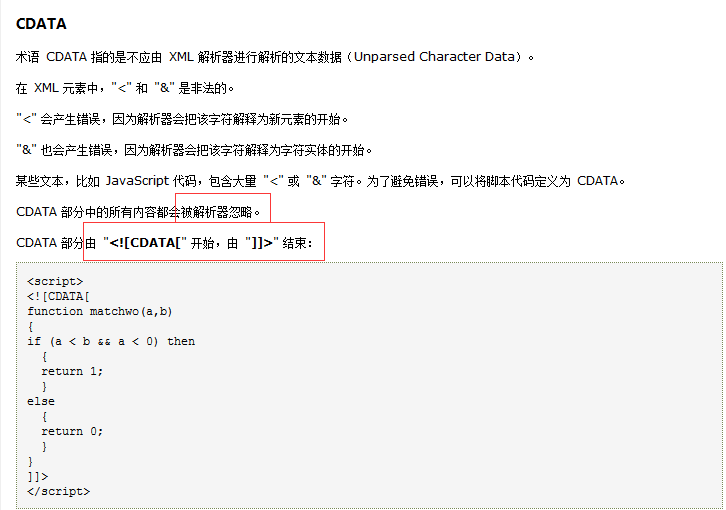 CDATA
术语 CDATA 指的是不应由 XML 解析器进行解析的文本数据（Unparsed Character Data）。
在 XML 元素中，"<" 和 "&" 是非法的。
"<" 会产生错误，因为解析器会把该字符解释为新元素的开始。
"&" 也会产生错误，因为解析器会把该字符解释为字符实体的开始。
某些文本，比如 JavaScript 代码，包含大量 "<" 或 "&" 字符。为了避免错误，可以将脚本代码定义为 CDATA。
CDATA 部分中的所有内容都会被解析器忽略。
CDATA 部分由 "<![CDATA[" 开始，由 "]]>" 结束：
<script>
<![CDATA[
function matchwo(a,b)
{
if (a < b && a < 0) then
  {
  return 1;
  }
else
  {
  return 0;
  }
}
]]>
</script>